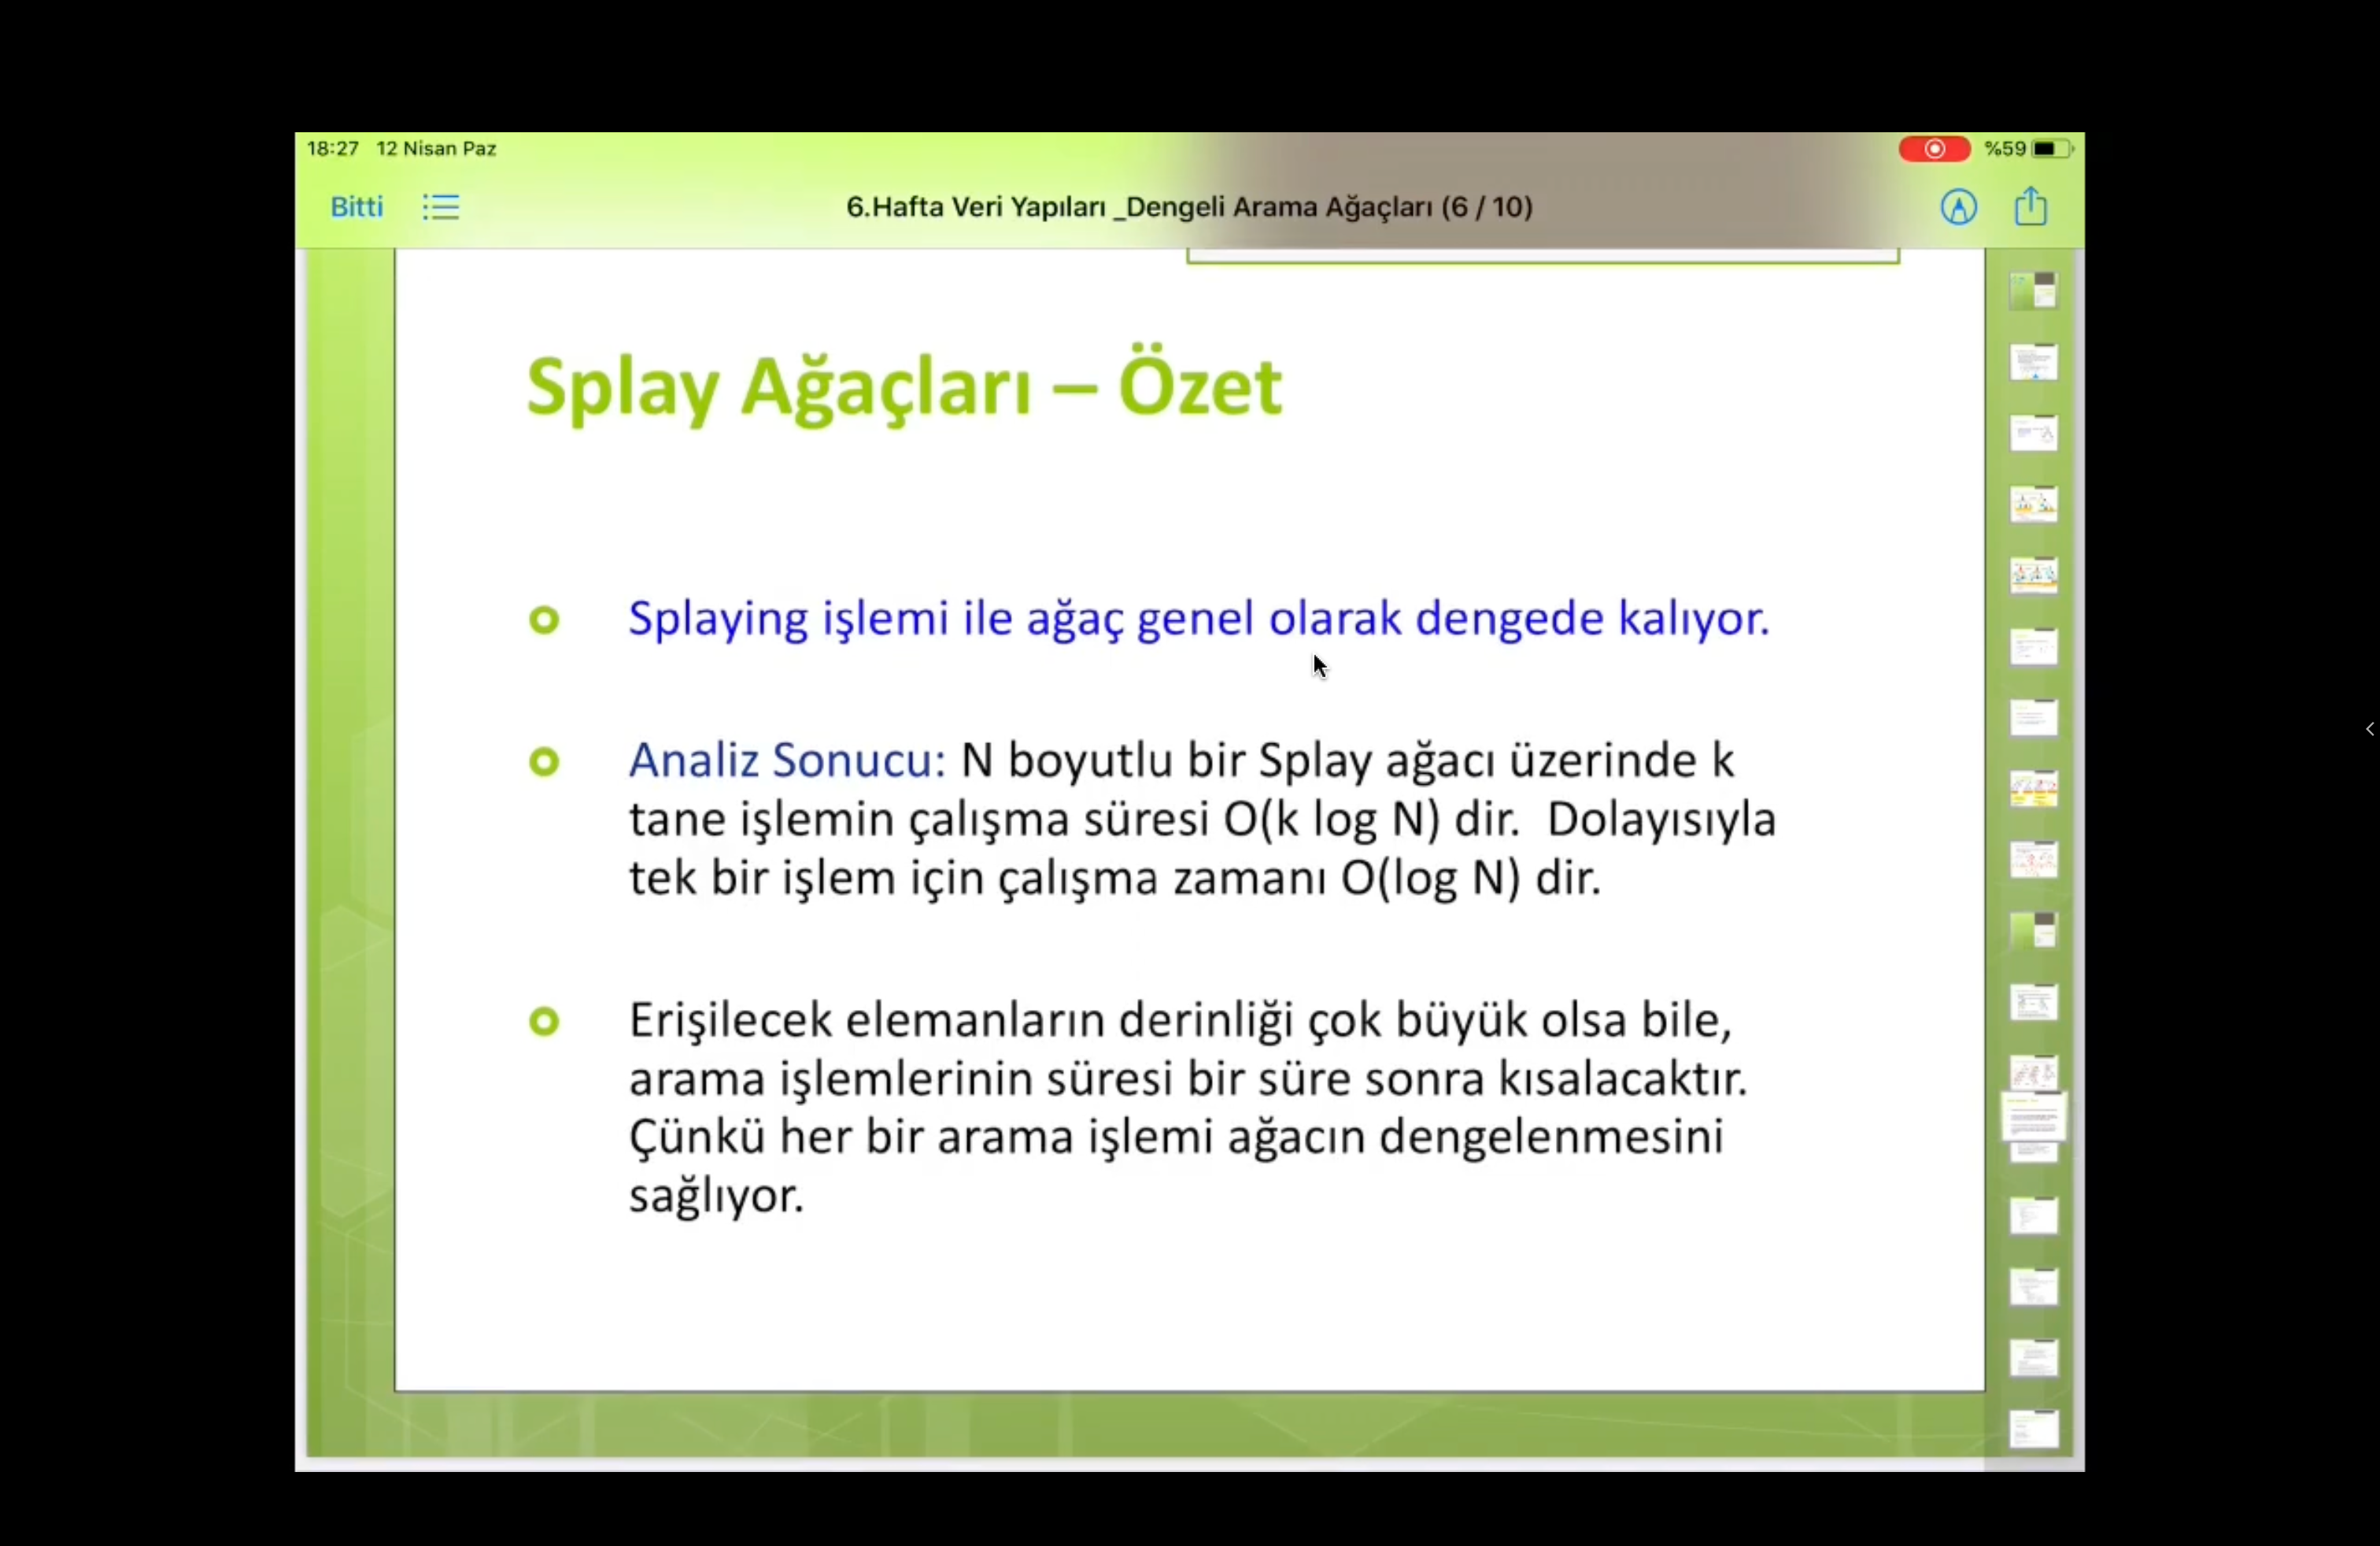 18:27 12 Nisan Paz
%59
Bitti
6.Hafta Veri Yapıları _Dengeli Arama Ağaçları (6 / 10)
Splay Ağaçları – Özet
Splaying işlemi ile ağaç genel olarak dengede kalıyor.
Analiz Sonucu: N boyutlu bir Splay ağacı üzerinde k
tane işlemin çalışma süresi O(k log N) dir. Dolayısıyla
tek bir işlem için çalışma zamanı O(log N) dir.
Erişilecek elemanların derinliği çok büyük olsa bile,
arama işlemlerinin süresi bir süre sonra kısalacaktır.
Çünkü her bir arama işlemi ağacın dengelenmesini
sağlıyor.